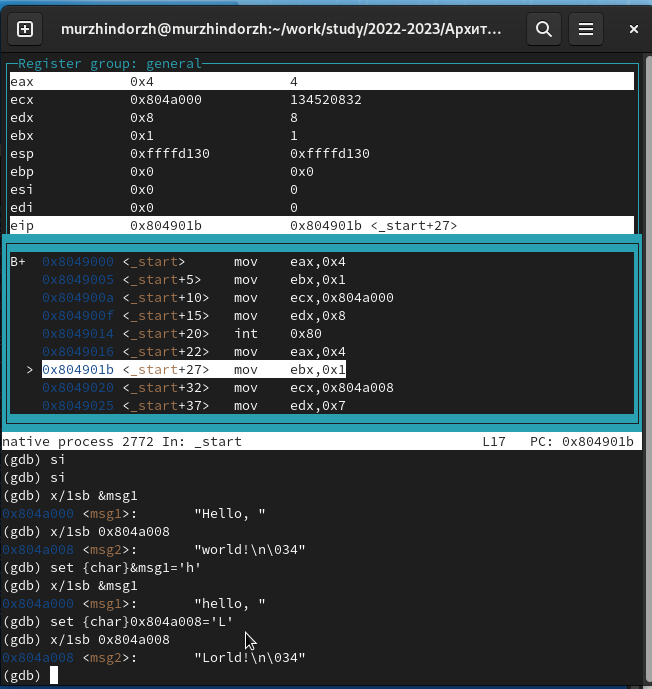 murzhindorzh@murzhindorzh:~/work/study/2022-2023/Архит...
Register group: general
eax 0x4 4
ecx 0x804a000 134520832
edx 0x8 8
ebx 0x1 1
esp 0xffffd130 0xffffd130
ebp 0x0 0x0
esi 0x0 0
edi 0x0 0
eip 0x804901b 0x804901b <_start+27>
B+ 0x8049000 <_start> mov eax,0x4
0x8049005 <_start+5> mov ebx,0x1
0x804900a <_start+10> mov ecx,0x804a000
0x804900f <_start+15> mov edx,0x8
0x8049014 <_start+20> int 0x80
0x8049016 <_start+22> mov eax,0x4
> 0x804901b <_start+27> mov ebx,0x1
0x8049020 <_start+32> mov ecx,0x804a008
0x8049025 <_start+37> mov edx,0x7
native process 2772 In: _start L17 PC: 0x804901b
(gdb) si
(gdb) si
(gdb) x/1sb &msg1
0x804a000 <msg1>: "Hello, "
(gdb) x/1sb 0x804a008
0x804a008 <msg2>: "world!\n\034"
(gdb) set {char}&msg1='h'
(gdb) x/1sb &msg1
0x804a000 <msg1>: "hello, "
(gdb) set {char}0x804a008='L'
(gdb) x/1sb 0x804a008
0x804a008 <msg2>: "Lorld!\n\034"
(gdb)